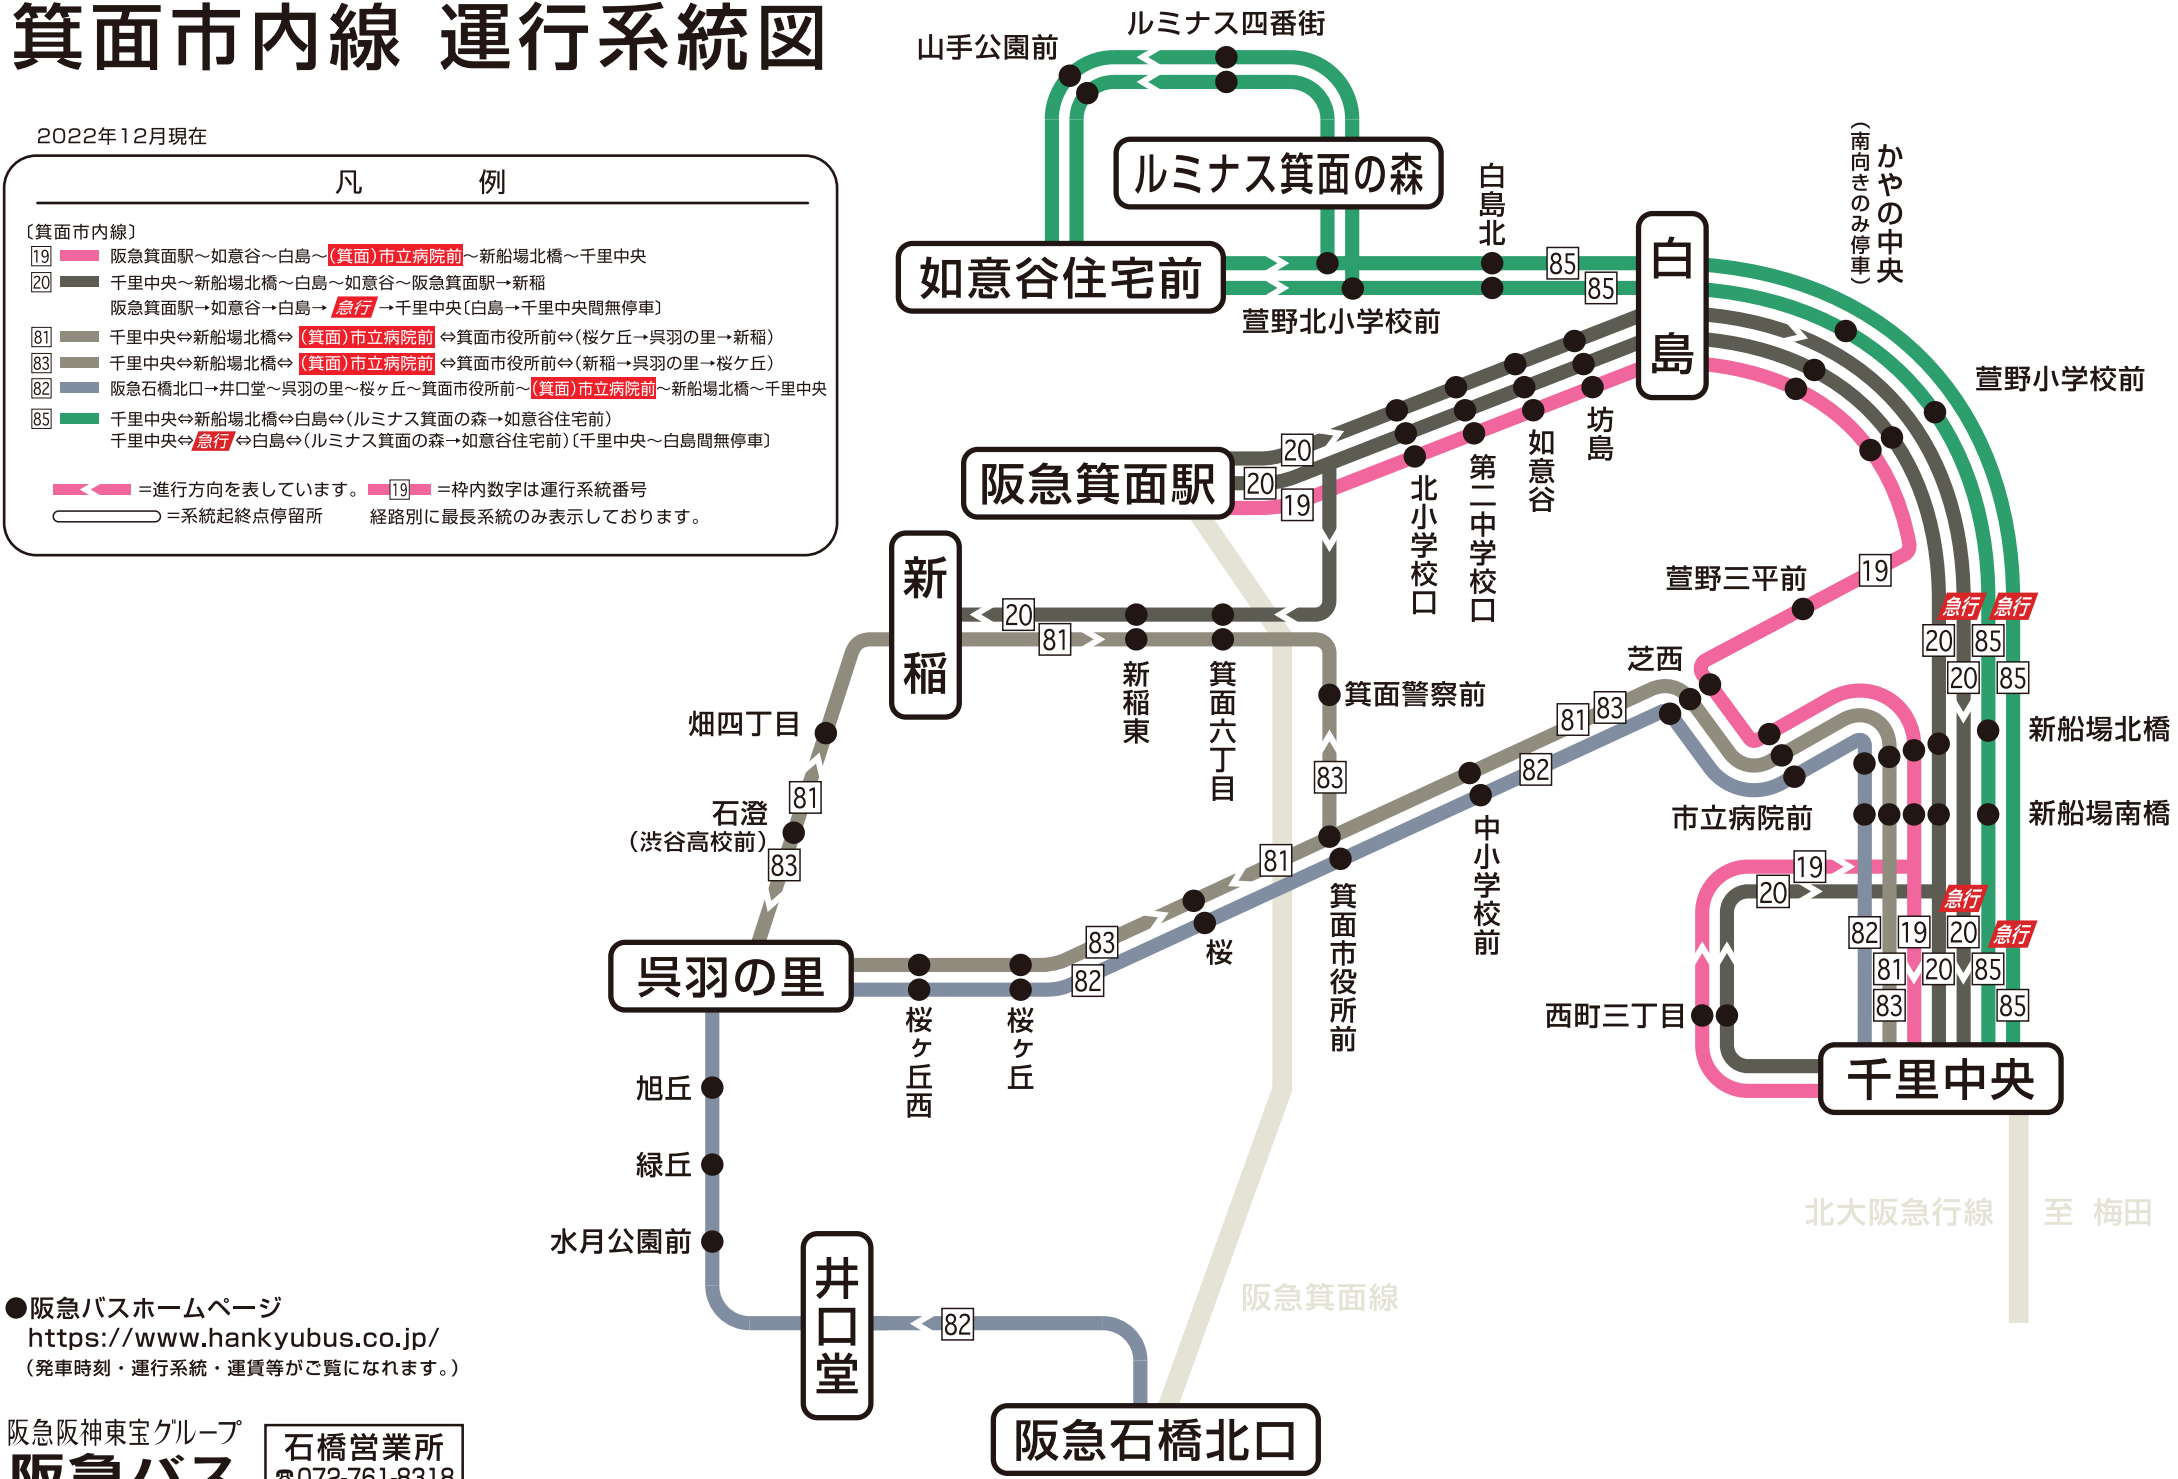 箕面市内線 運行系統図
2022年12月現在
凡 例
〔箕面市内線〕
19 阪急箕面駅～如意谷～白島～（箕面）市立病院前～新船場北橋～千里中央
20 千里中央～新船場北橋～白島～如意谷～阪急箕面駅→新稲
阪急箕面駅→如意谷→白島→ 急行 →千里中央〔白島→千里中央間無停車〕
81 千里中央⇔新船場北橋⇔（箕面）市立病院前⇔箕面市役所前⇔（桜ケ丘→呉羽の里→新稲）
83 千里中央⇔新船場北橋⇔（箕面）市立病院前⇔箕面市役所前⇔（新稲→呉羽の里→桜ケ丘）
82 阪急石橋北口→井口堂～呉羽の里～桜ヶ丘～箕面市役所前～（箕面）市立病院前～新船場北橋～千里中央
85 千里中央⇔新船場北橋⇔白島⇔（ルミナス箕面の森→如意谷住宅前）
千里中央⇔急行⇔白島⇔（ルミナス箕面の森→如意谷住宅前）〔千里中央～白島間無停車〕
=進行方向を表しています。 19 =枠内数字は運行系統番号
=系統起終点停留所 経路別に最長系統のみ表示しております。
山手公園前
ルミナス四番街
ルミナス箕面の森
如意谷住宅前
白島北
萱野北小学校前
85
85
白島
かやの中央
（南向きのみ停車）
萱野小学校前
阪急箕面駅
20
20
19
北小学校口
第二中学校口
如意谷
坊島
新稲
20
81
新稲東
箕面六丁目
箕面警察前
83
萱野三平前
19
芝西
急行
急行
20
85
20
85
新船場北橋
新船場南橋
市立病院前
畑四丁目
81
石澄
（渋谷高校前）
83
81
83
82
中小学校前
81
箕面市役所前
83
82
桜
呉羽の里
桜ヶ丘西
桜ヶ丘
19
20
急行
82
19
20
急行
81
20
85
83
85
西町三丁目
千里中央
旭丘
緑丘
水月公園前
井口堂
82
阪急石橋北口
阪急箕面線
北大阪急行線 至 梅田
●阪急バスホームページ
https://www.hankyubus.co.jp/
（発車時刻・運行系統・運賃等がご覧になれます。）
阪急阪神東宝グループ
阪急バス
石橋営業所
☎072-761-8318